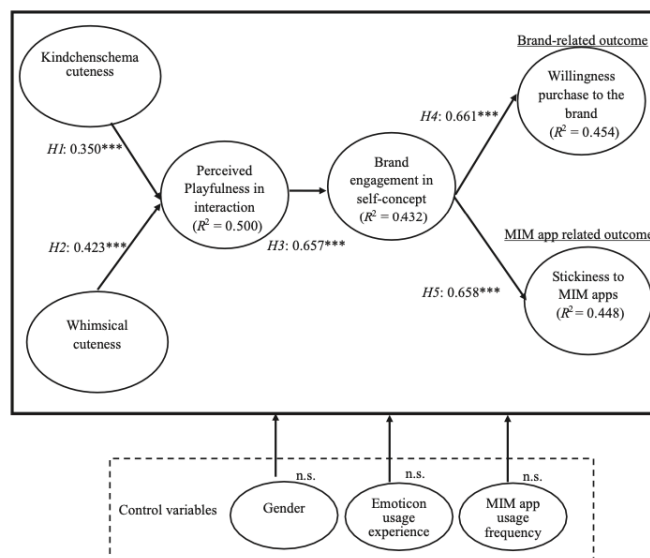 Kindchenschema
cuteness
H1: 0.350***
Perceived
Playfulness in
interaction
(R² = 0.500)
H2: 0.423***
Whimsical
cuteness
H3: 0.657***
Brand
engagement in
self-concept
(R² = 0.432)
H4: 0.661***
Brand-related outcome
Willingness
purchase to the
brand
(R² = 0.454)
MIM app related outcome
H5: 0.658***
Stickiness to
MIM apps
(R² = 0.448)
Control variables
n.s.
Gender
n.s.
Emoticon
usage
experience
n.s.
MIM app
usage
frequency